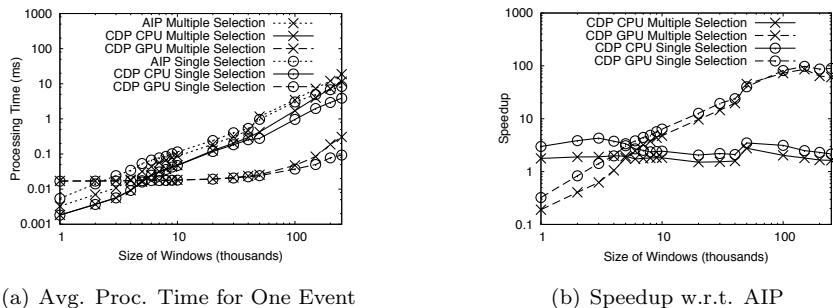 AIP Multiple Selection
CDP CPU Multiple Selection
CDP GPU Multiple Selection
AIP Single Selection
CDP CPU Single Selection
CDP GPU Single Selection
Processing Time (ms)
1000
100
10
1
0.1
0.01
0.001
1
10
100
Size of Windows (thousands)
(a) Avg. Proc. Time for One Event
CDP CPU Multiple Selection
CDP GPU Multiple Selection
CDP CPU Single Selection
CDP GPU Single Selection
Speedup
1000
100
10
1
0.1
1
10
100
Size of Windows (thousands)
(b) Speedup w.r.t. AIP